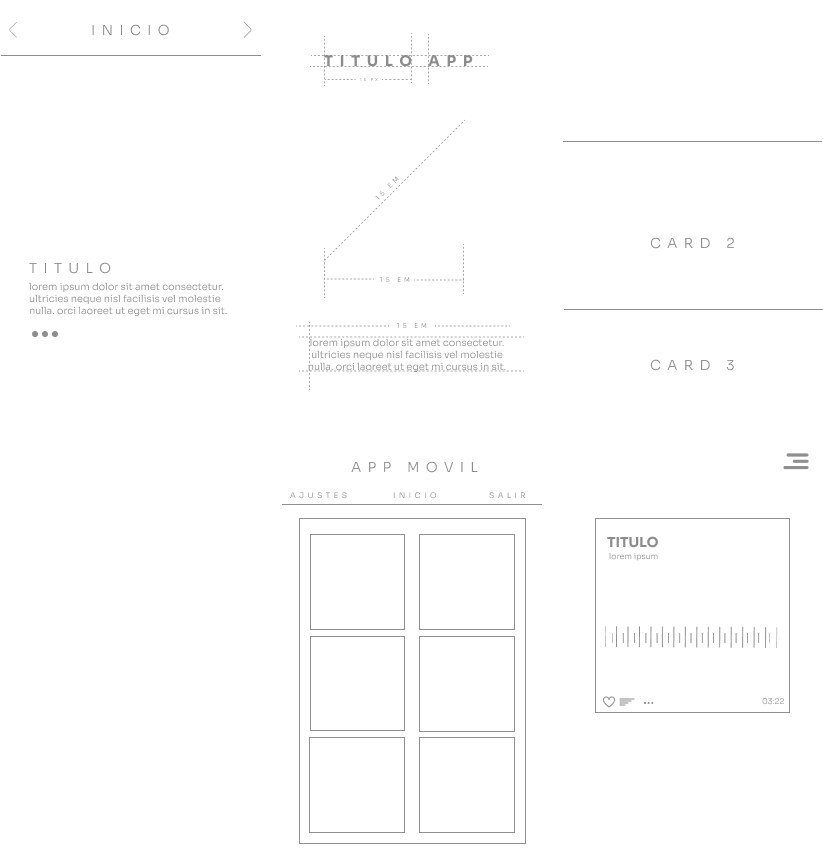 INICIO
TITULO
lorem ipsum dolor sit amet consectetur.
ultricies neque nisl facilisis vel molestie
nulla. orci laoreet ut eget mi cursus in sit.
TITULO APP
16 PX
15 EM
15 EM
15 EM
lorem ipsum dolor sit amet consectetur.
ultricies neque nisl facilisis vel molestie
nulla. orci laoreet ut eget mi cursus in sit.
CARD 2
CARD 3
APP MOVIL
AJUSTES INICIO SALIR
TITULO
lorem ipsum
03:22